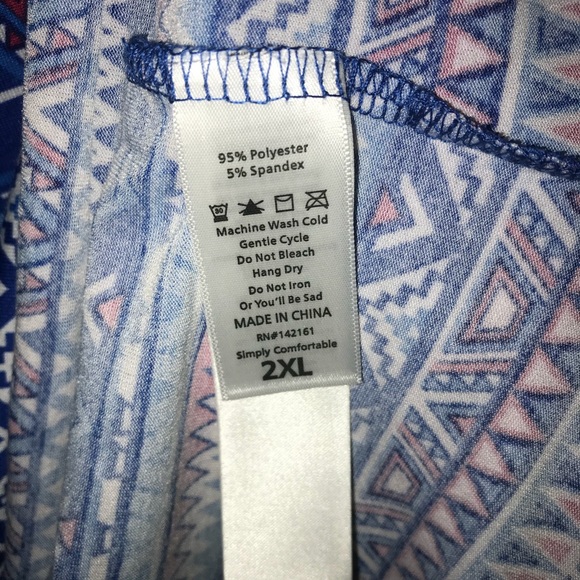 95% Polyester
5% Spandex
Machine Wash Cold
Gentle Cycle
Do Not Bleach
Hang Dry
Do Not Iron
Or You'll Be Sad
MADE IN CHINA
RN#142161
Simply Comfortable
2XL